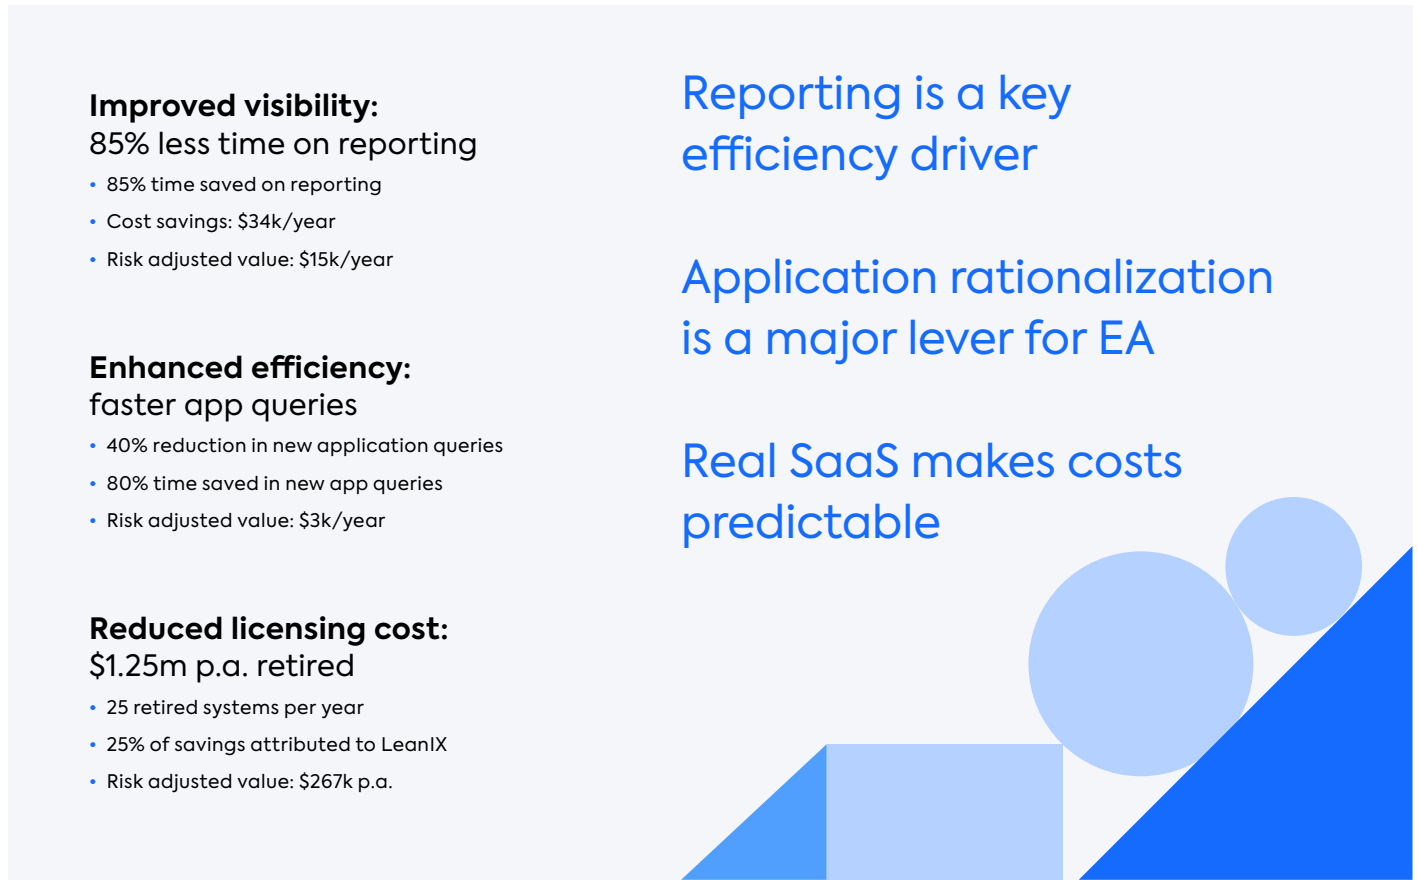 Improved visibility:
85% less time on reporting
• 85% time saved on reporting
• Cost savings: $34k/year
• Risk adjusted value: $15k/year
Enhanced efficiency:
faster app queries
• 40% reduction in new application queries
• 80% time saved in new app queries
• Risk adjusted value: $3k/year
Reduced licensing cost:
$1.25m p.a. retired
• 25 retired systems per year
• 25% of savings attributed to LeanIX
• Risk adjusted value: $267k p.a.
Reporting is a key
efficiency driver
Application rationalization
is a major lever for EA
Real SaaS makes costs
predictable